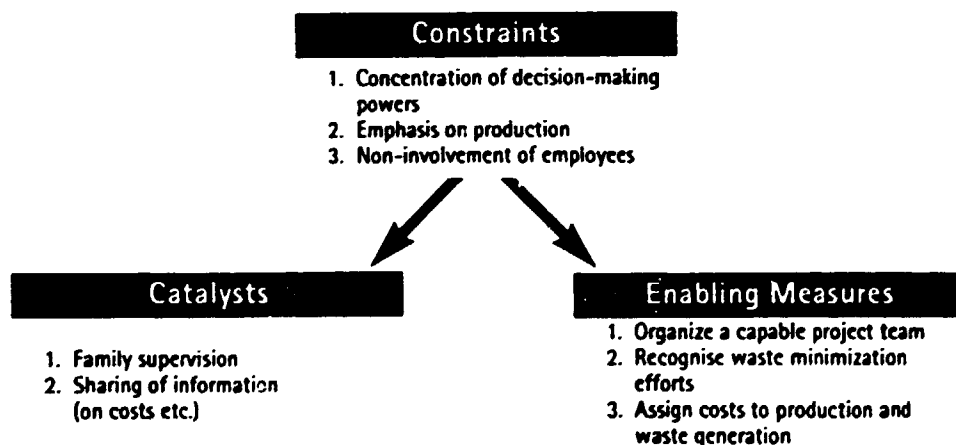 Constraints
1. Concentration of decision-making
powers
2. Emphasis on production
3. Non-involvement of employees
Catalysts
1. Family supervision
2. Sharing of information
(on costs etc.)
Enabling Measures
1. Organize a capable project team
2. Recognise waste minimization
efforts
3. Assign costs to production and
waste generation